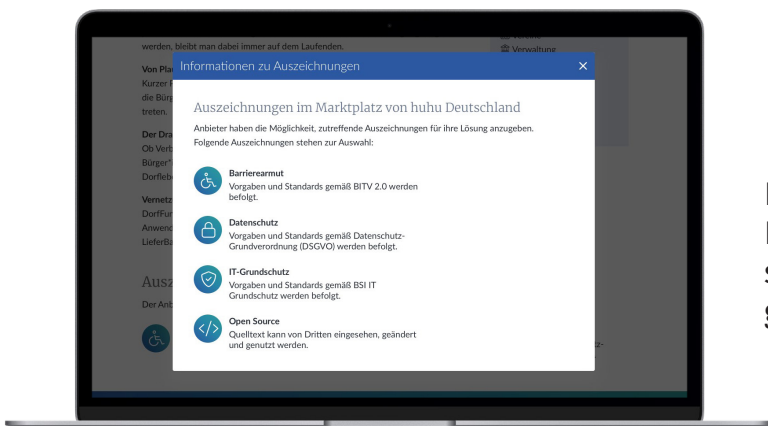 werden, bleibt man dabei immer auf dem Laufenden.
Verwaltung
Informationen zu Auszeichnungen
Von Pla
Kurzer
die Bürg
treten.
Auszeichnungen im Marktplatz von huhu Deutschland
Anbieter haben die Möglichkeit, zutreffende Auszeichnungen für ihre Lösung anzugeben.
Folgende Auszeichnungen stehen zur Auswahl:
Der Dra
Ob Verb
Bürger*
Dorflebe
Barrierearmut
Vorgaben und Standards gemäß BITV 2.0 werden
befolgt.
Vernetz
DorfFun
Anwend
LieferBa
Datenschutz
Vorgaben und Standards gemäß Datenschutz-
Grundverordnung (DSGVO) werden befolgt.
IT-Grundschutz
Vorgaben und Standards gemäß BSI IT
Grundschutz werden befolgt.
Ausz
Der Anb
Open Source
Quelltext kann von Dritten eingesehen, geändert
und genutzt werden.